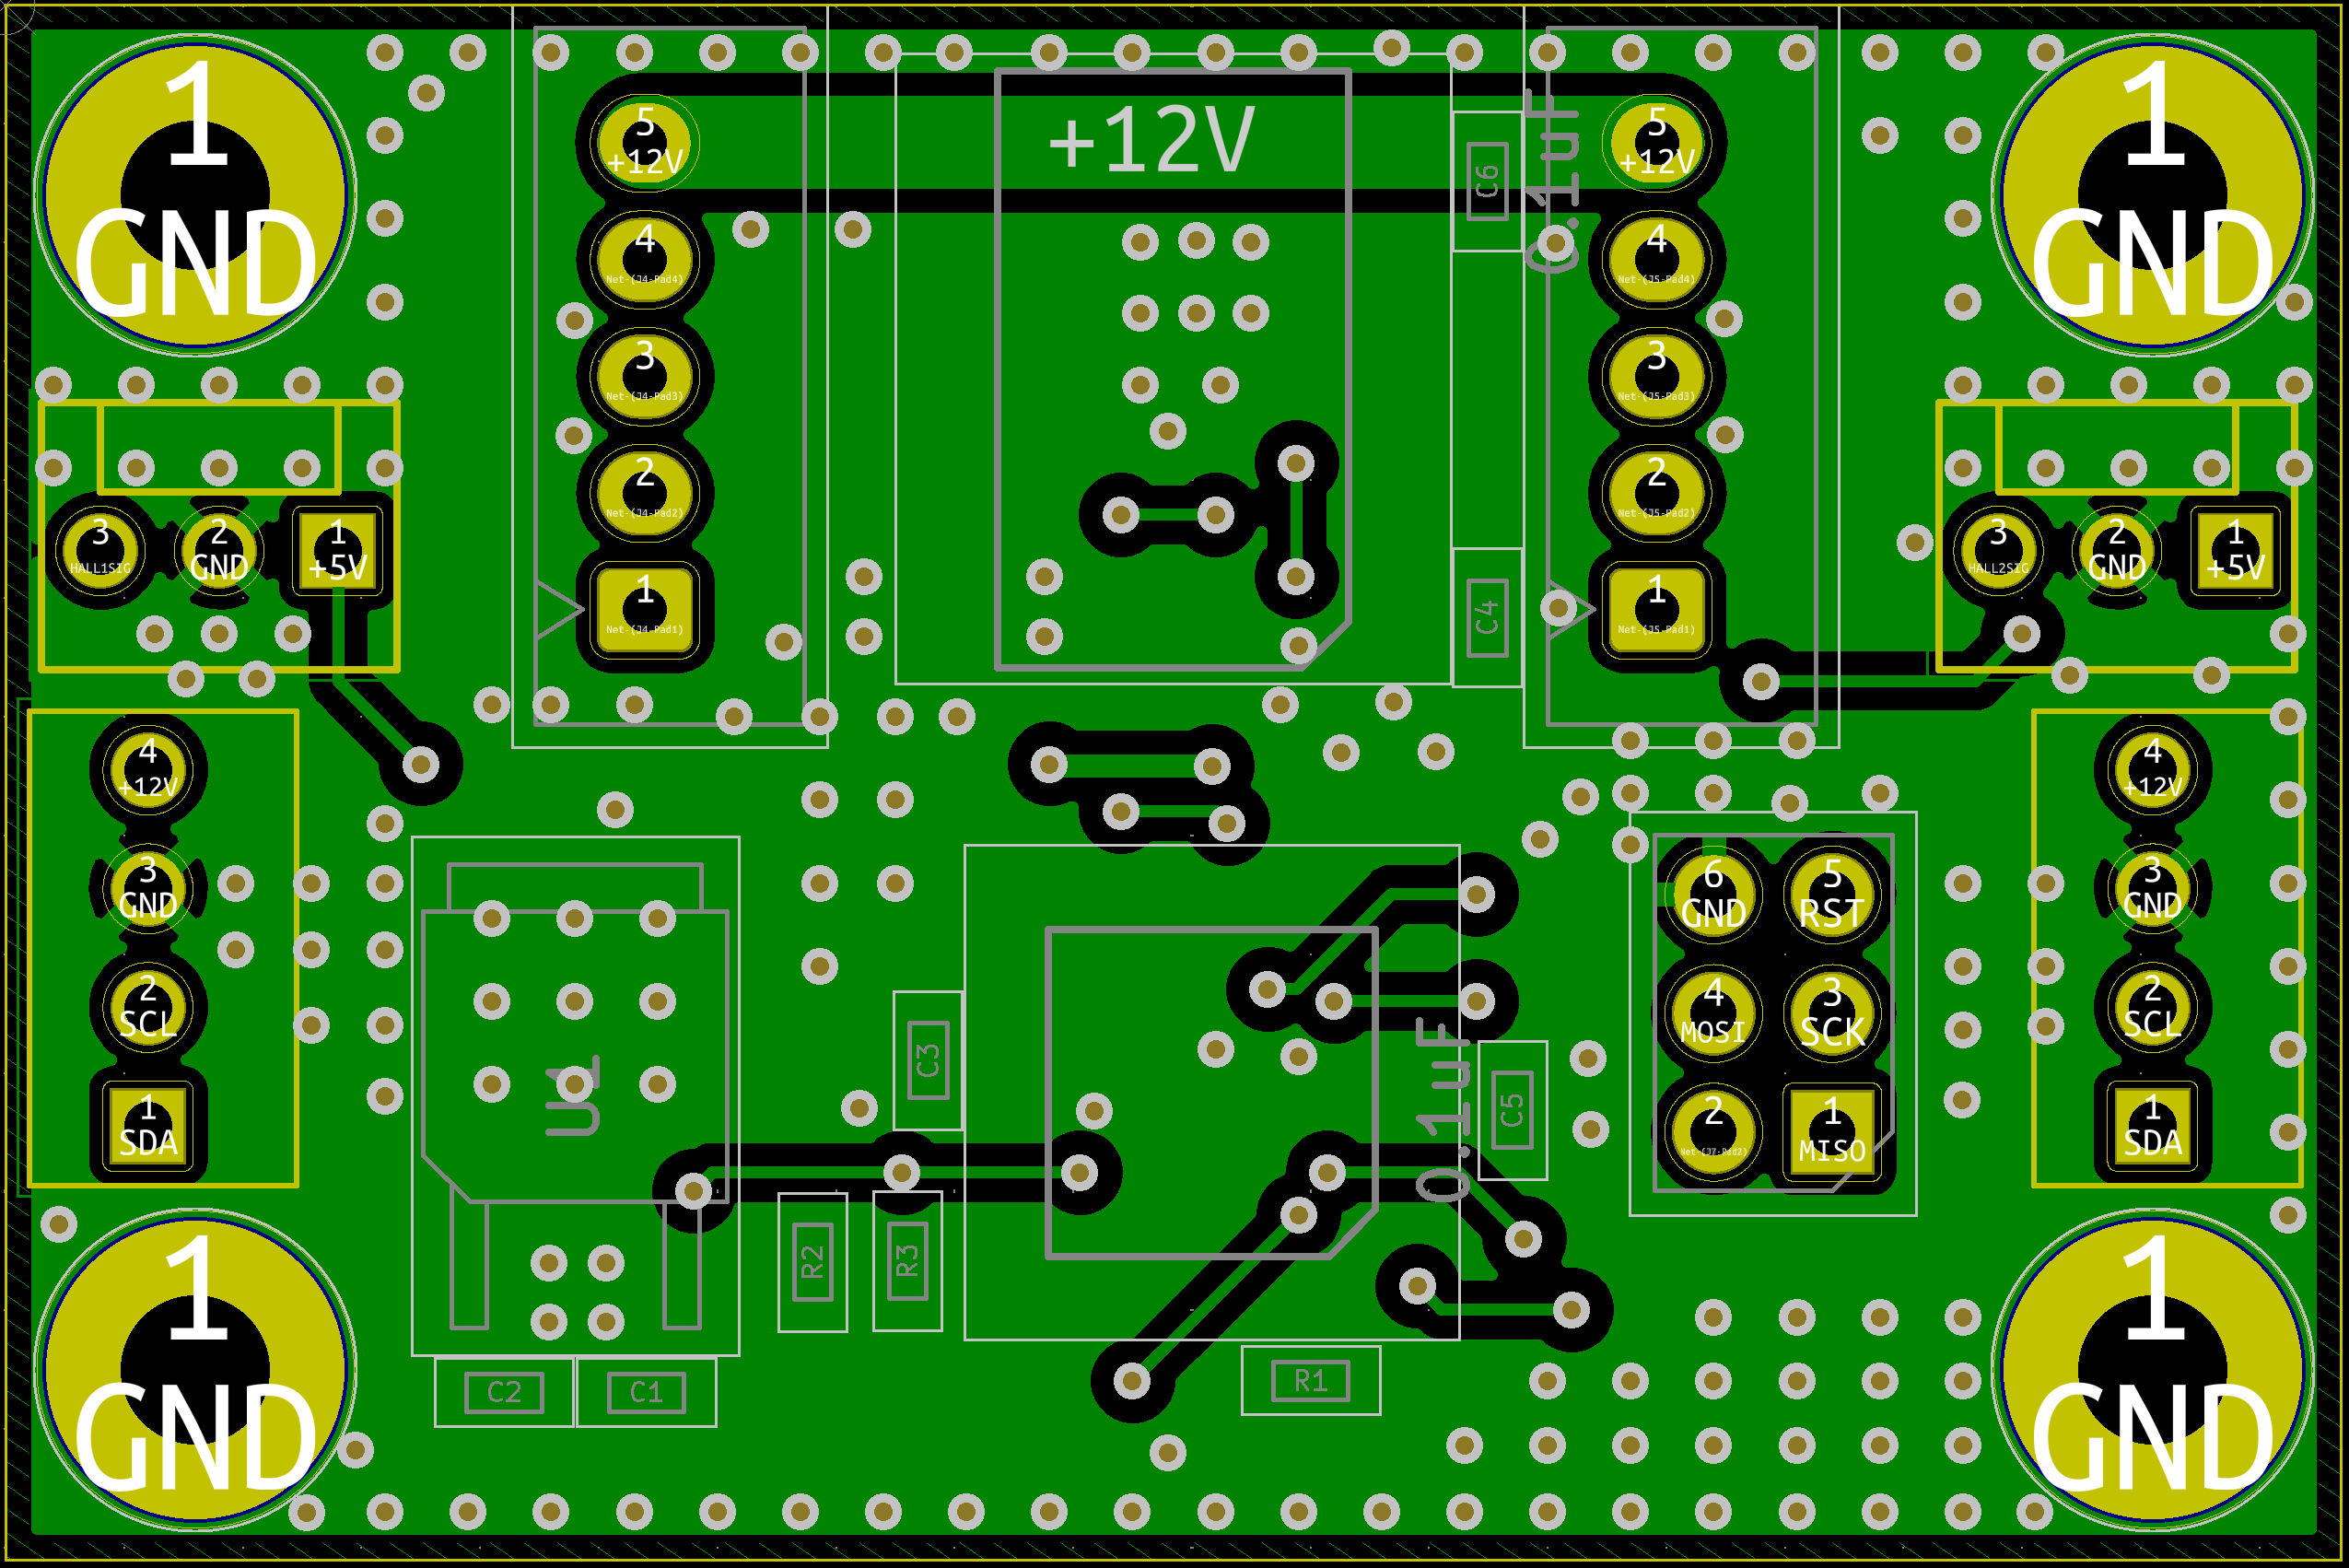 1
GND
1
GND
+12V
5
+12V
4
Net-(J4-Pad4)
3
Net-(J4-Pad3)
2
Net-(J4-Pad2)
1
Net-(J4-Pad1)
5
+12V
4
Net-(J5-Pad4)
3
Net-(J5-Pad3)
2
Net-(J5-Pad2)
1
Net-(J5-Pad1)
C6
0.1uF
C4
3
HALL1SIG
2
GND
1
+5V
3
HALL2SIG
2
GND
1
+5V
4
+12V
3
GND
2
SCL
1
SDA
U1
C3
R2
R3
C2
C1
R1
0.1uF
C5
6
GND
5
RST
4
MOSI
3
SCK
2
Net-(J7-Pad2)
1
MISO
4
+12V
3
GND
2
SCL
1
SDA
1
GND
1
GND